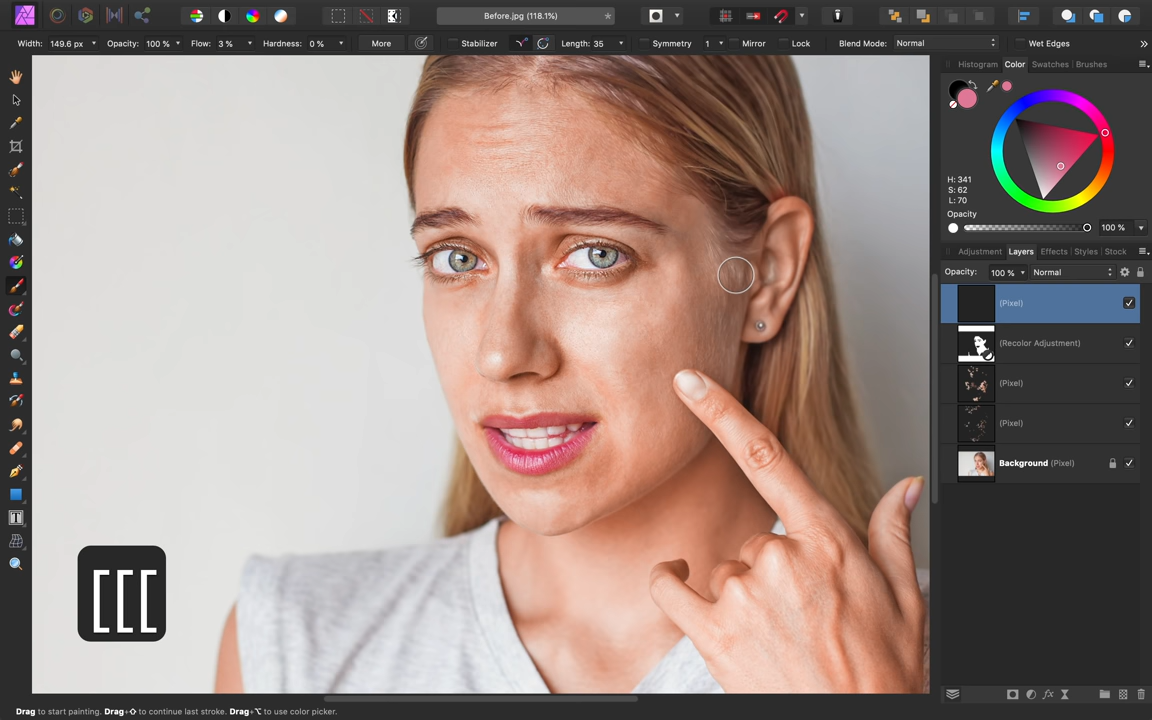 Before.jpg (118.1%)
Width: 149.6 px Opacity: 100 % Flow: 3 % Hardness: 0 % More Stabilizer Length: 35 Symmetry 1 Mirror Lock Blend Mode: Normal Wet Edges
Histogram Color Swatches Brushes
H: 341
S: 62
L: 70
Opacity
100 %
Adjustment Layers Effects Styles Stock
Opacity: 100 % Normal
(Pixel)
(Recolor Adjustment)
(Pixel)
(Pixel)
Background (Pixel)
[[[
Drag to start painting. Drag+⇧ to continue last stroke. Drag+⌥ to use color picker.